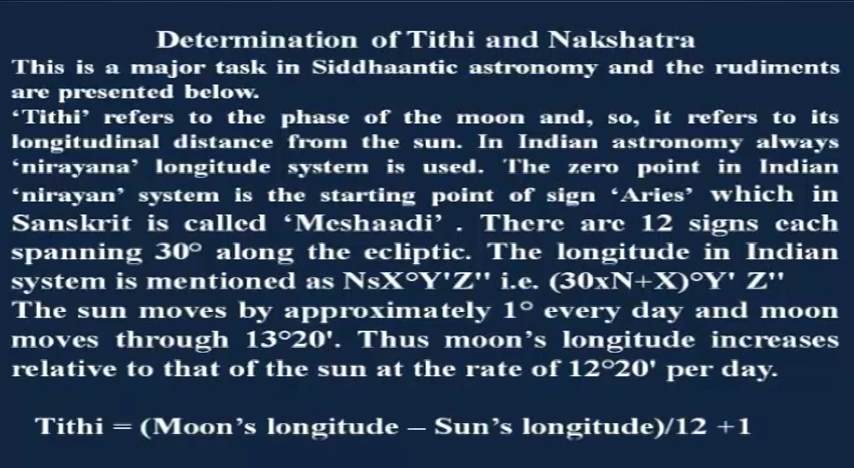 Determination of Tithi and Nakshatra
This is a major task in Siddhaantic astronomy and the rudiments
are presented below.
‘Tithi’ refers to the phase of the moon and, so, it refers to its
longitudinal distance from the sun. In Indian astronomy always
‘nirayana’ longitude system is used. The zero point in Indian
‘nirayan’ system is the starting point of sign ‘Aries’ which in
Sanskrit is called ‘Meshaadi’ . There are 12 signs each
spanning 30° along the ecliptic. The longitude in Indian
system is mentioned as NsX°Y'Z'' i.e. (30xN+X)°Y' Z''
The sun moves by approximately 1° every day and moon
moves through 13°20'. Thus moon’s longitude increases
relative to that of the sun at the rate of 12°20' per day.
Tithi = (Moon’s longitude – Sun’s longitude)/12 +1